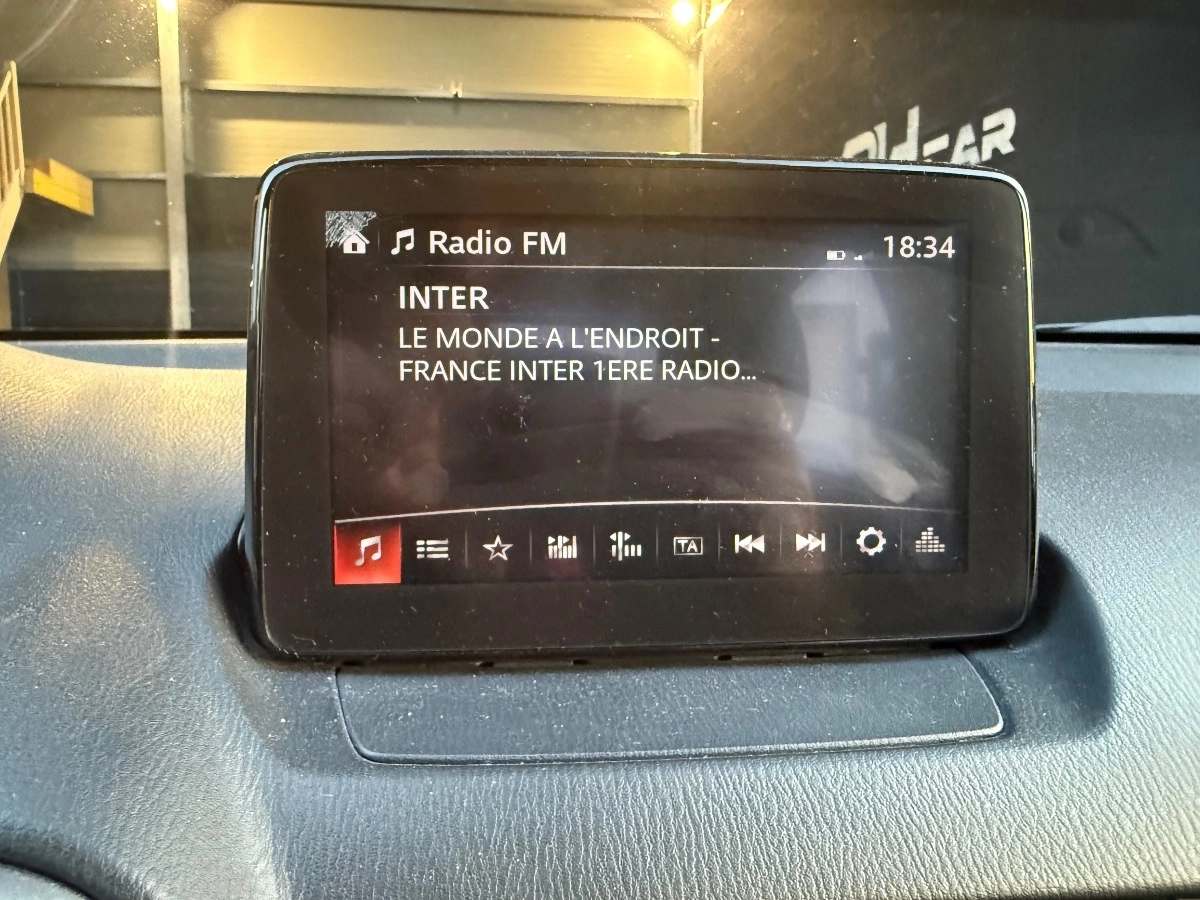 Radio FM
18:34
INTER
LE MONDE A L'ENDROIT -
FRANCE INTER 1ERE RADIO...
TA